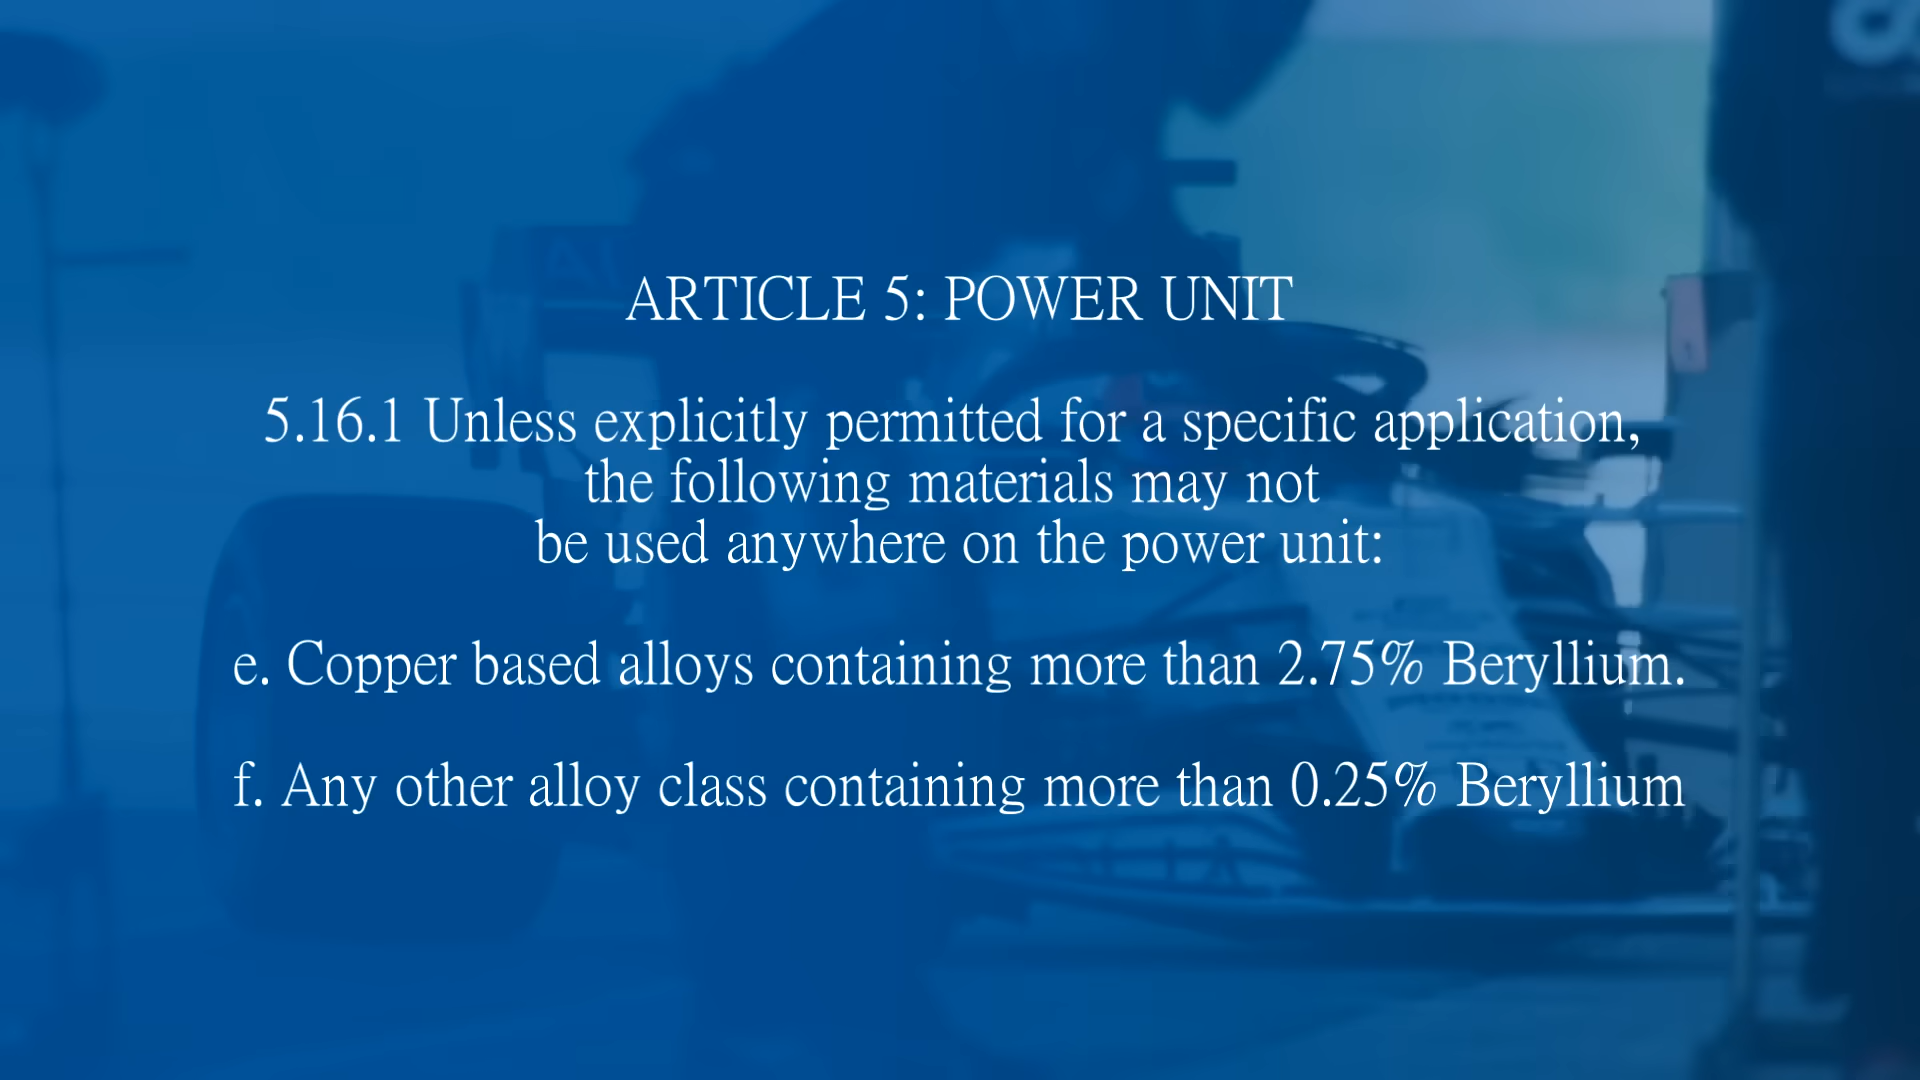 ARTICLE 5: POWER UNIT
5.16.1 Unless explicitly permitted for a specific application,
the following materials may not
be used anywhere on the power unit:
e. Copper based alloys containing more than 2.75% Beryllium.
f. Any other alloy class containing more than 0.25% Beryllium